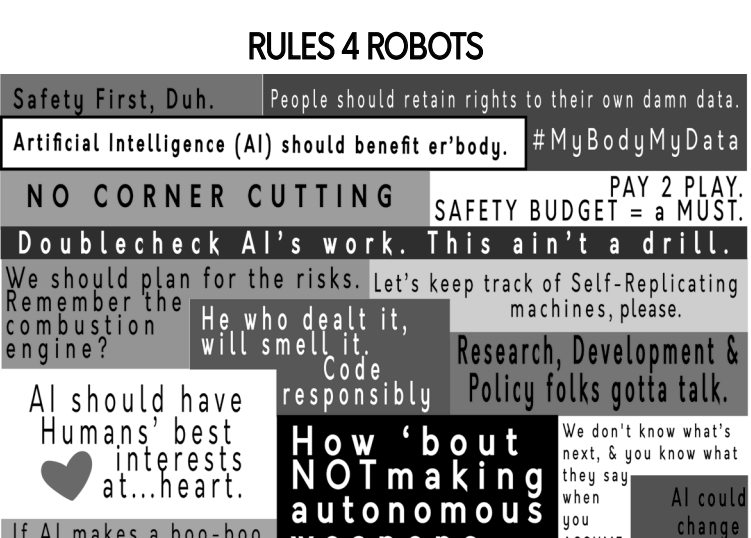 RULES 4 ROBOTS
Safety First, Duh.
People should retain rights to their own damn data.
Artificial Intelligence (AI) should benefit er’body.
#MyBodyMyData
NO CORNER CUTTING
PAY 2 PLAY.
SAFETY BUDGET = a MUST.
Doublecheck AI’s work. This ain’t a drill.
We should plan for the risks.
Remember the
combustion
engine?
Let’s keep track of Self-Replicating
machines, please.
He who dealt it,
will smell it.
Code
responsibly
Research, Development &
Policy folks gotta talk.
AI should have
Humans’ best
interests
at...heart.
How ‘bout
NOTmaking
autonomous
We don't know what’s
next, & you know what
they say
when
you
AI could
change
If AI makes a boo-boo